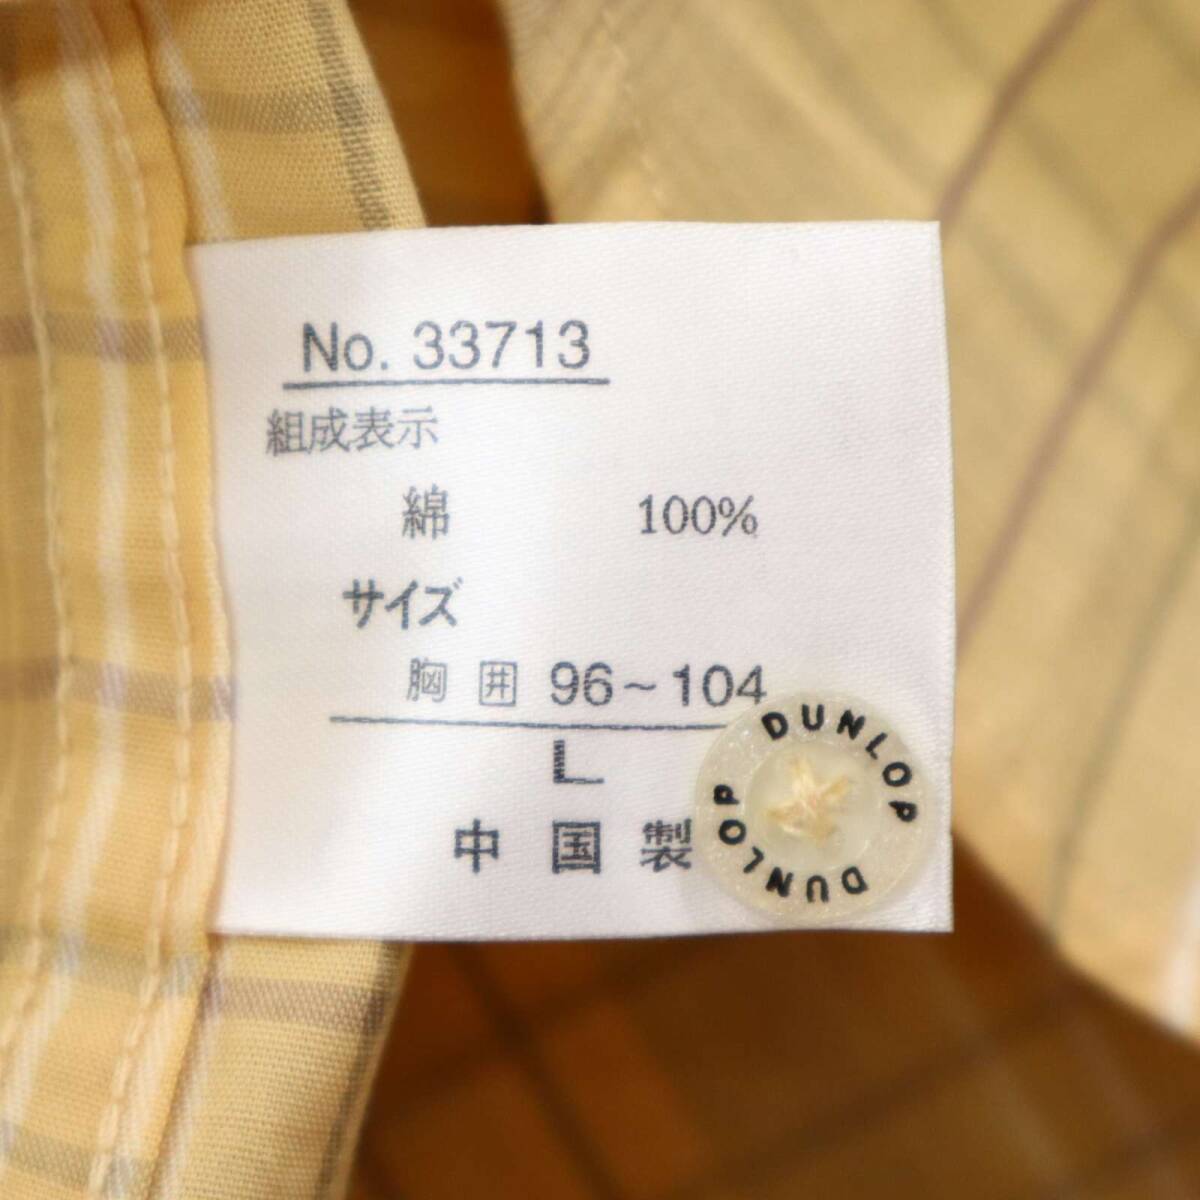 No. 33713
組成表示
綿 100%
サイズ
胸囲 96~104
L
中国製
DUNLOP DUNLOP DUNLOP